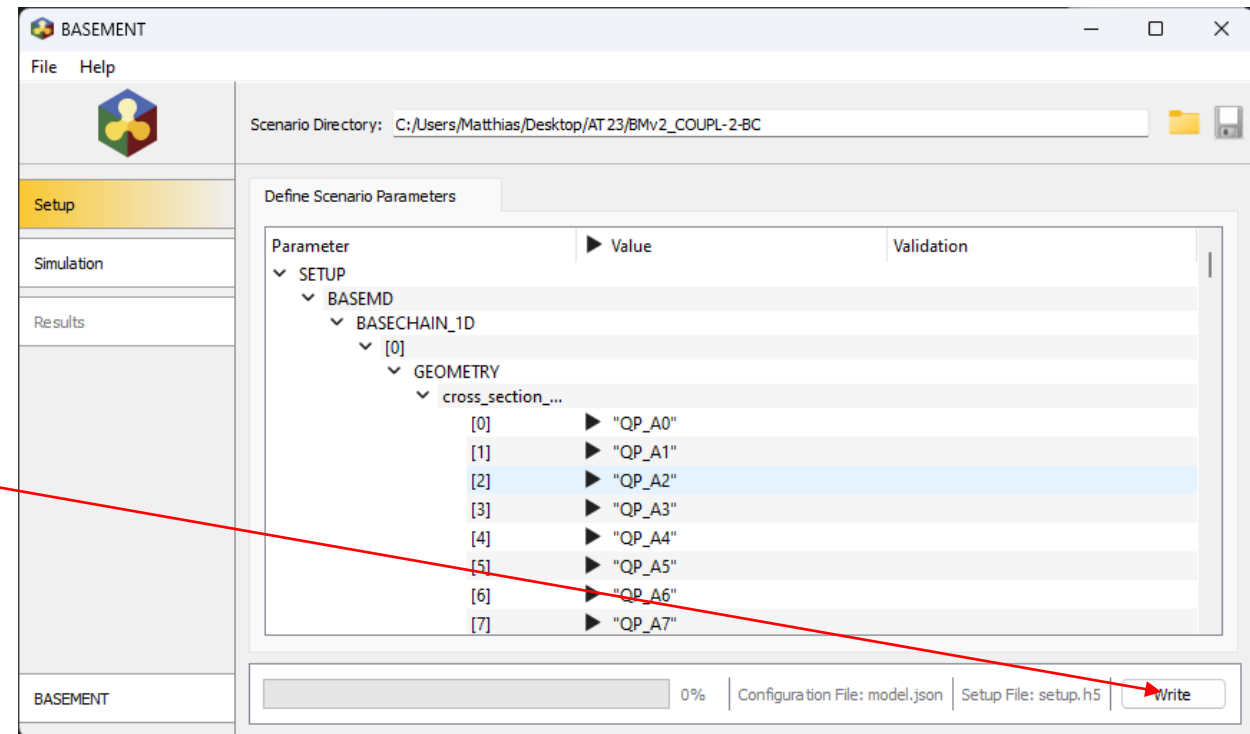 BASEMENT
File Help
Scenario Directory: C:/Users/Matthias/Desktop/AT23/BMv2_COUPL-2-BC
Setup
Simulation
Results
BASEMENT
Define Scenario Parameters
Parameter Value Validation
SETUP
BASEMD
BASECHAIN_1D
[0]
GEOMETRY
cross_section_...
[0] "QP_A0"
[1] "QP_A1"
[2] "QP_A2"
[3] "QP_A3"
[4] "QP_A4"
[5] "QP_A5"
[6] "QP_A6"
[7] "QP_A7"
0% Configuration File: model.json Setup File: setup.h5 Write